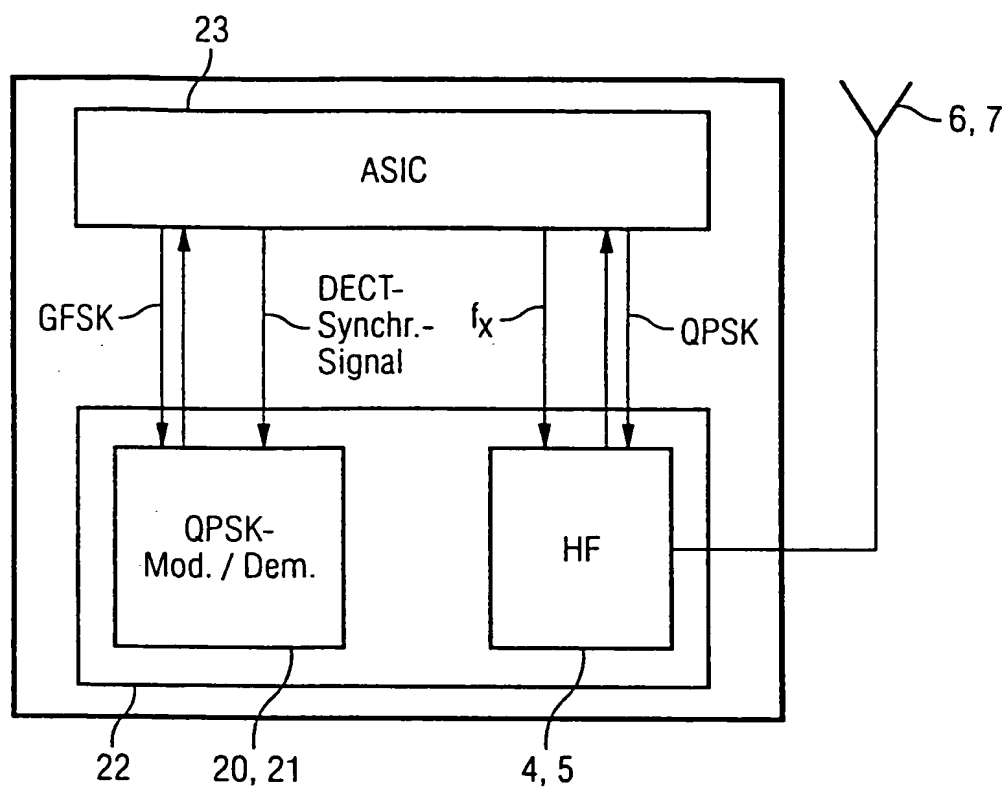 23
6, 7
ASIC
GFSK
DECT-
Synchr.-
Signal
fx
QPSK
QPSK-
Mod. / Dem.
HF
22
20, 21
4, 5